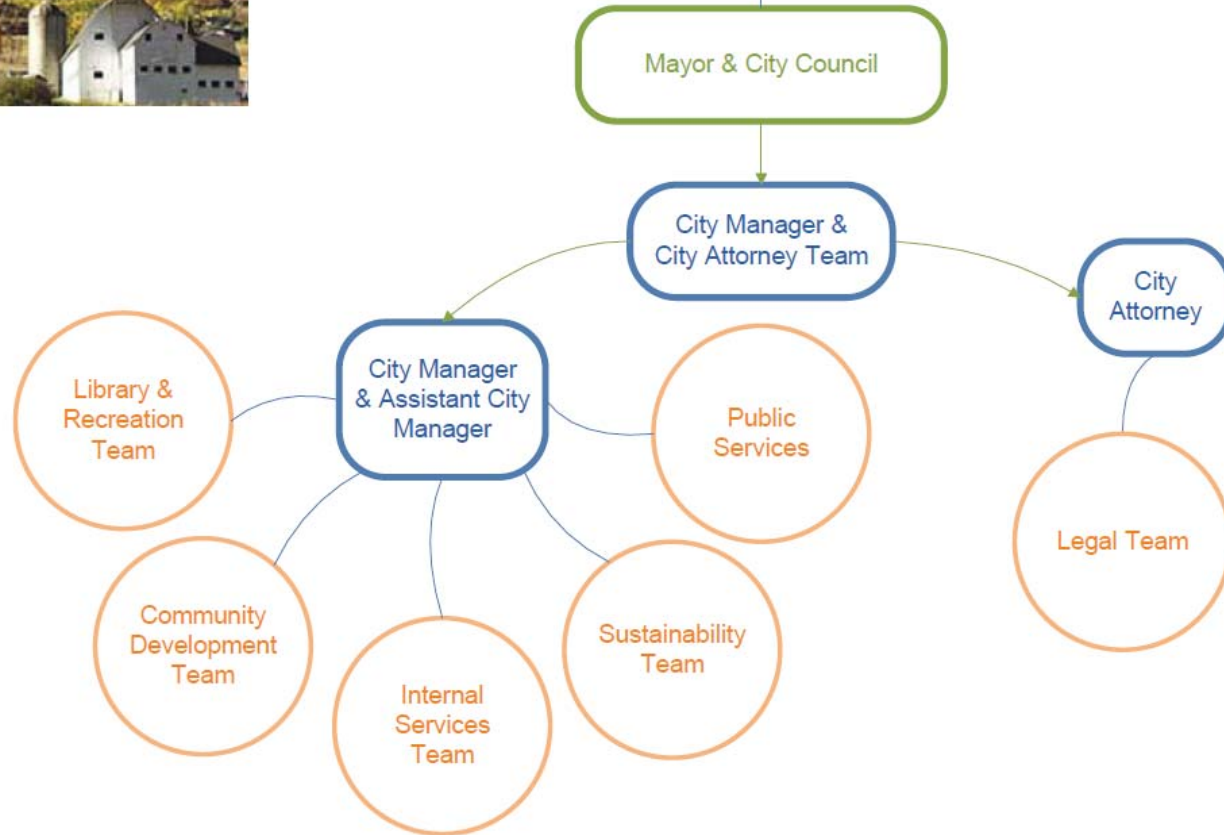 Mayor & City Council
City Manager &
City Attorney Team
City
Attorney
City Manager
& Assistant City
Manager
Library &
Recreation
Team
Public
Services
Legal Team
Community
Development
Team
Sustainability
Team
Internal
Services
Team